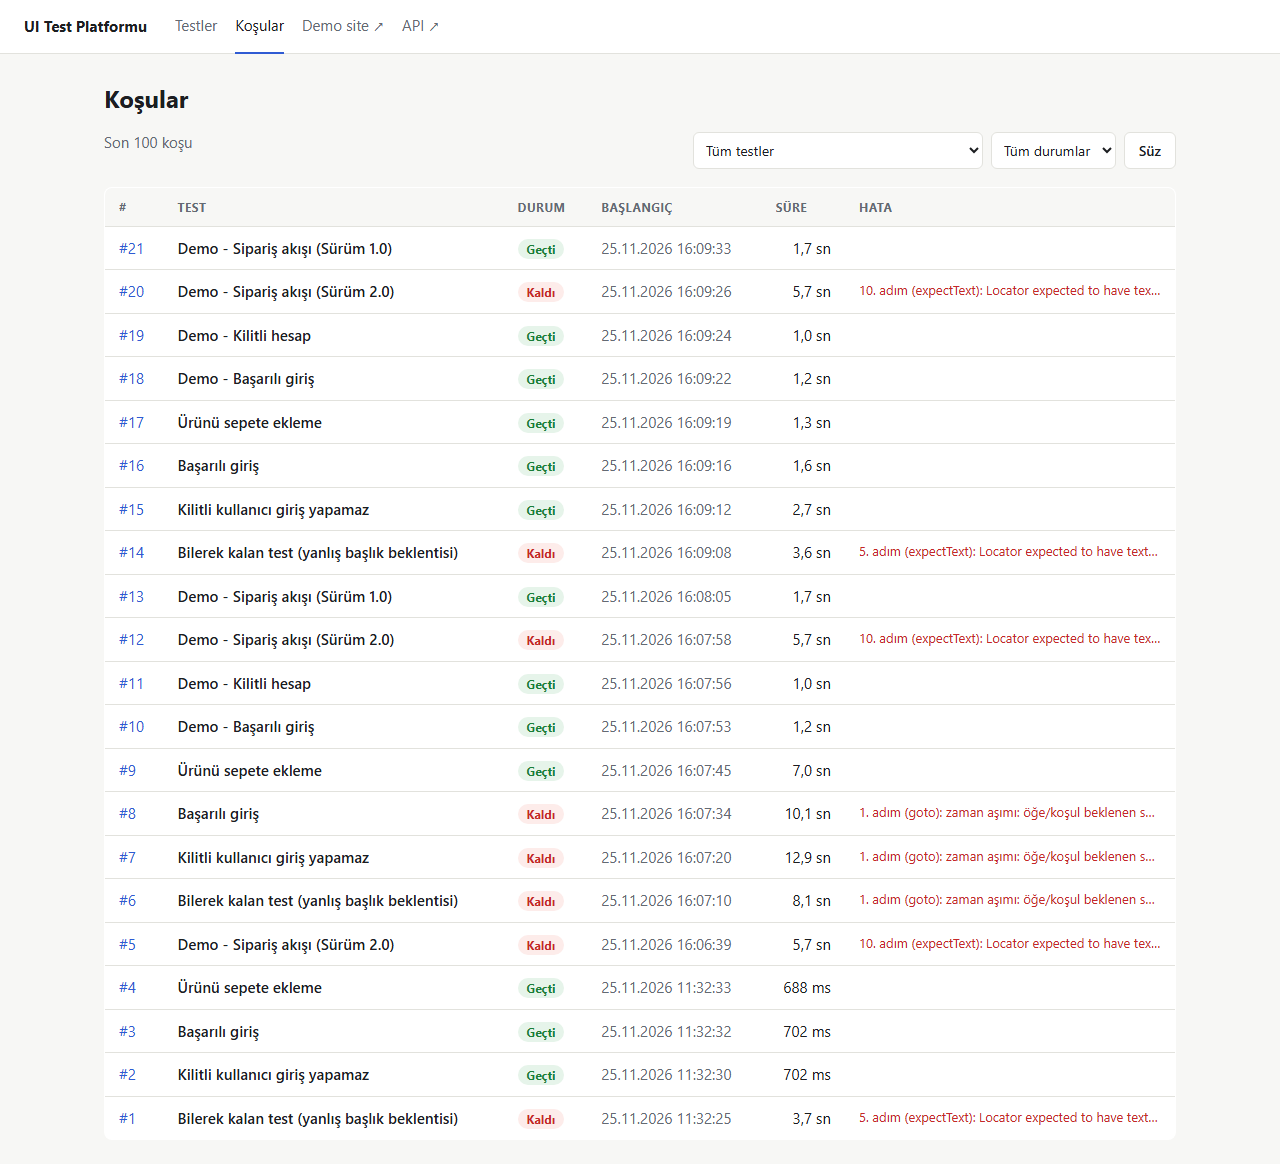 UI Test Platformu Testler Koşular Demo site ↗ API ↗
Koşular
Son 100 koşu Tüm testler Tüm durumlar Süz
# TEST DURUM BAŞLANGIÇ SÜRE HATA
#21 Demo - Sipariş akışı (Sürüm 1.0) Geçti 25.11.2026 16:09:33 1,7 sn
#20 Demo - Sipariş akışı (Sürüm 2.0) Kaldı 25.11.2026 16:09:26 5,7 sn 10. adım (expectText): Locator expected to have tex...
#19 Demo - Kilitli hesap Geçti 25.11.2026 16:09:24 1,0 sn
#18 Demo - Başarılı giriş Geçti 25.11.2026 16:09:22 1,2 sn
#17 Ürünü sepete ekleme Geçti 25.11.2026 16:09:19 1,3 sn
#16 Başarılı giriş Geçti 25.11.2026 16:09:16 1,6 sn
#15 Kilitli kullanıcı giriş yapamaz Geçti 25.11.2026 16:09:12 2,7 sn
#14 Bilerek kalan test (yanlış başlık beklentisi) Kaldı 25.11.2026 16:09:08 3,6 sn 5. adım (expectText): Locator expected to have text...
#13 Demo - Sipariş akışı (Sürüm 1.0) Geçti 25.11.2026 16:08:05 1,7 sn
#12 Demo - Sipariş akışı (Sürüm 2.0) Kaldı 25.11.2026 16:07:58 5,7 sn 10. adım (expectText): Locator expected to have tex...
#11 Demo - Kilitli hesap Geçti 25.11.2026 16:07:56 1,0 sn
#10 Demo - Başarılı giriş Geçti 25.11.2026 16:07:53 1,2 sn
#9 Ürünü sepete ekleme Geçti 25.11.2026 16:07:45 7,0 sn
#8 Başarılı giriş Kaldı 25.11.2026 16:07:34 10,1 sn 1. adım (goto): zaman aşımı: öğe/koşul beklenen s...
#7 Kilitli kullanıcı giriş yapamaz Kaldı 25.11.2026 16:07:20 12,9 sn 1. adım (goto): zaman aşımı: öğe/koşul beklenen s...
#6 Bilerek kalan test (yanlış başlık beklentisi) Kaldı 25.11.2026 16:07:10 8,1 sn 1. adım (goto): zaman aşımı: öğe/koşul beklenen s...
#5 Demo - Sipariş akışı (Sürüm 2.0) Kaldı 25.11.2026 16:06:39 5,7 sn 10. adım (expectText): Locator expected to have tex...
#4 Ürünü sepete ekleme Geçti 25.11.2026 11:32:33 688 ms
#3 Başarılı giriş Geçti 25.11.2026 11:32:32 702 ms
#2 Kilitli kullanıcı giriş yapamaz Geçti 25.11.2026 11:32:30 702 ms
#1 Bilerek kalan test (yanlış başlık beklentisi) Kaldı 25.11.2026 11:32:25 3,7 sn 5. adım (expectText): Locator expected to have text...